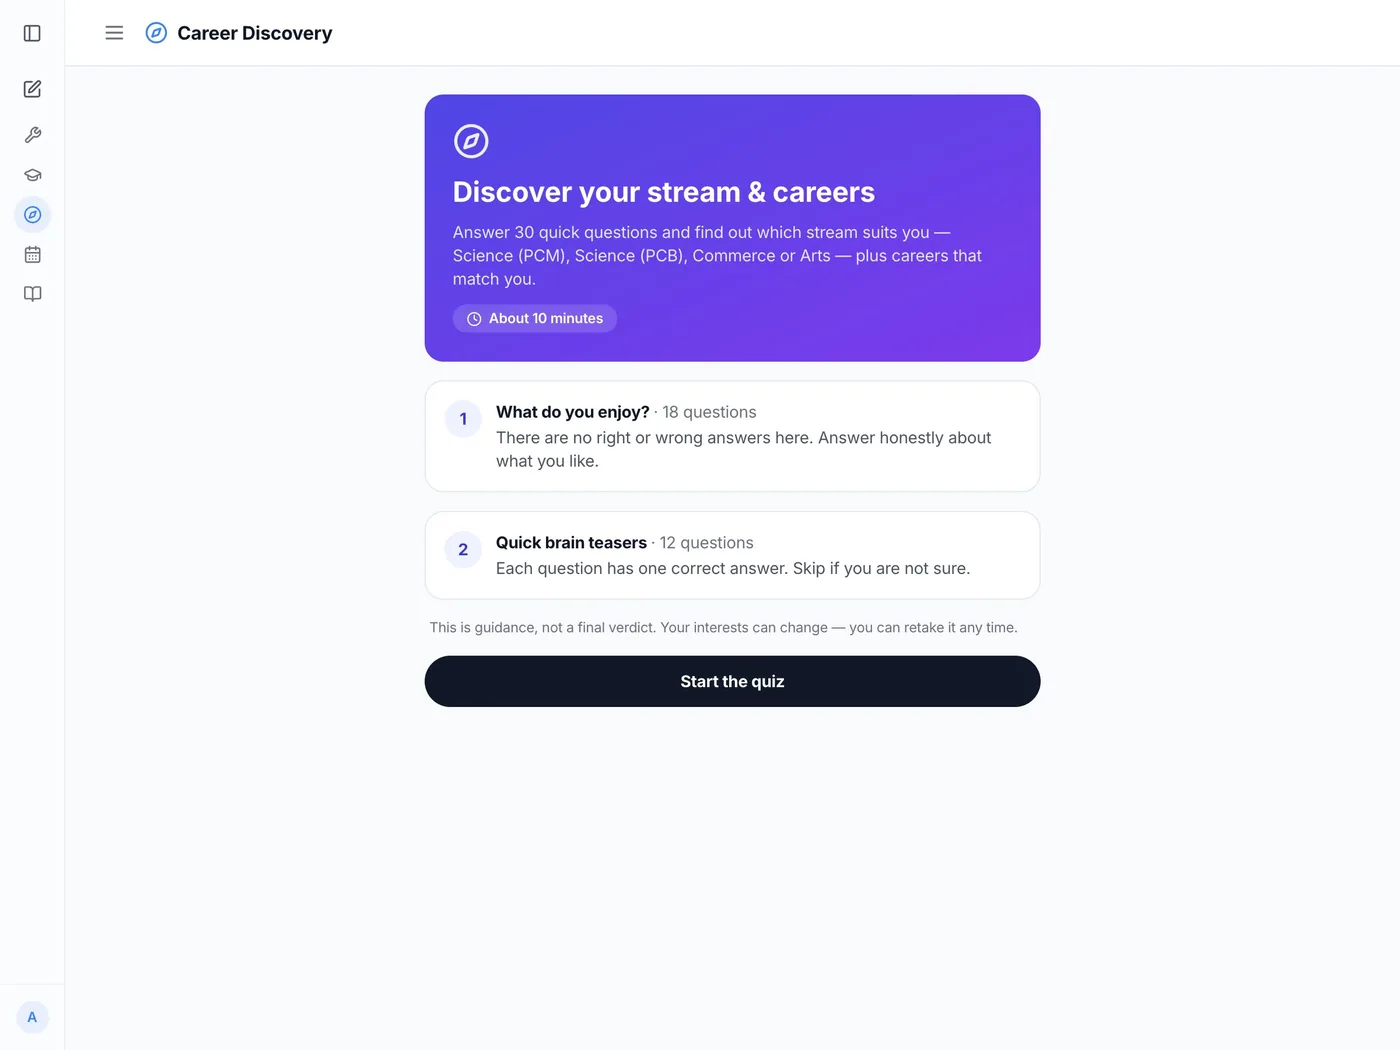 Career Discovery
Discover your stream & careers
Answer 30 quick questions and find out which stream suits you —
Science (PCM), Science (PCB), Commerce or Arts — plus careers that
match you.
About 10 minutes
1
What do you enjoy? · 18 questions
There are no right or wrong answers here. Answer honestly about
what you like.
2
Quick brain teasers · 12 questions
Each question has one correct answer. Skip if you are not sure.
This is guidance, not a final verdict. Your interests can change — you can retake it any time.
Start the quiz
A